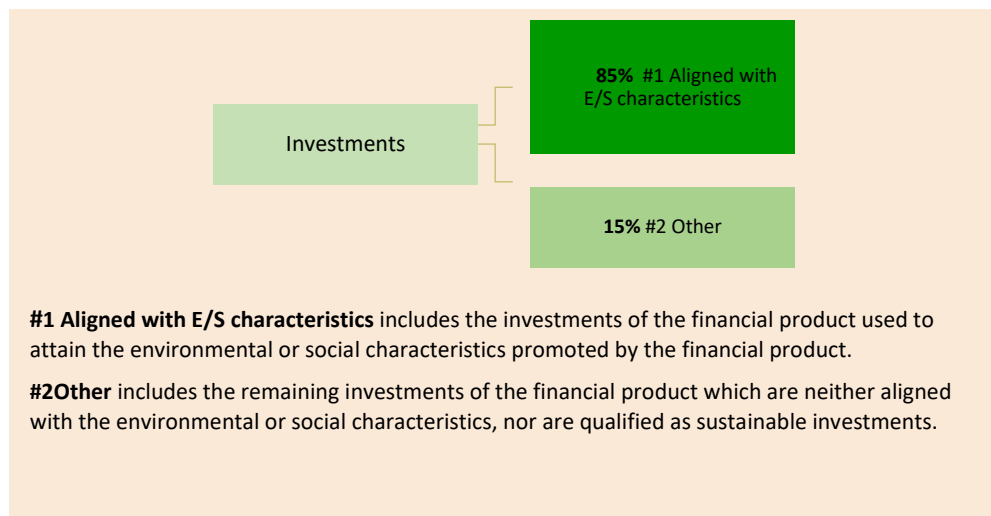 85% #1 Aligned with
E/S characteristics
Investments
15% #2 Other
#1 Aligned with E/S characteristics includes the investments of the financial product used to
attain the environmental or social characteristics promoted by the financial product.
#2Other includes the remaining investments of the financial product which are neither aligned
with the environmental or social characteristics, nor are qualified as sustainable investments.